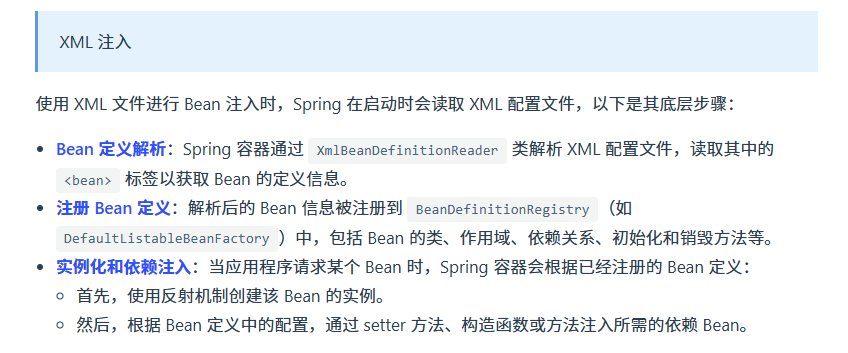 XML 注入
使用 XML 文件进行 Bean 注入时，Spring 在启动时会读取 XML 配置文件，以下是其底层步骤：
Bean 定义解析：Spring 容器通过 XmlBeanDefinitionReader 类解析 XML 配置文件，读取其中的
<bean> 标签以获取 Bean 的定义信息。
注册 Bean 定义：解析后的 Bean 信息被注册到 BeanDefinitionRegistry（如
DefaultListableBeanFactory）中，包括 Bean 的类、作用域、依赖关系、初始化和销毁方法等。
实例化和依赖注入：当应用程序请求某个 Bean 时，Spring 容器会根据已经注册的 Bean 定义：
首先，使用反射机制创建该 Bean 的实例。
然后，根据 Bean 定义中的配置，通过 setter 方法、构造函数或方法注入所需的依赖 Bean。